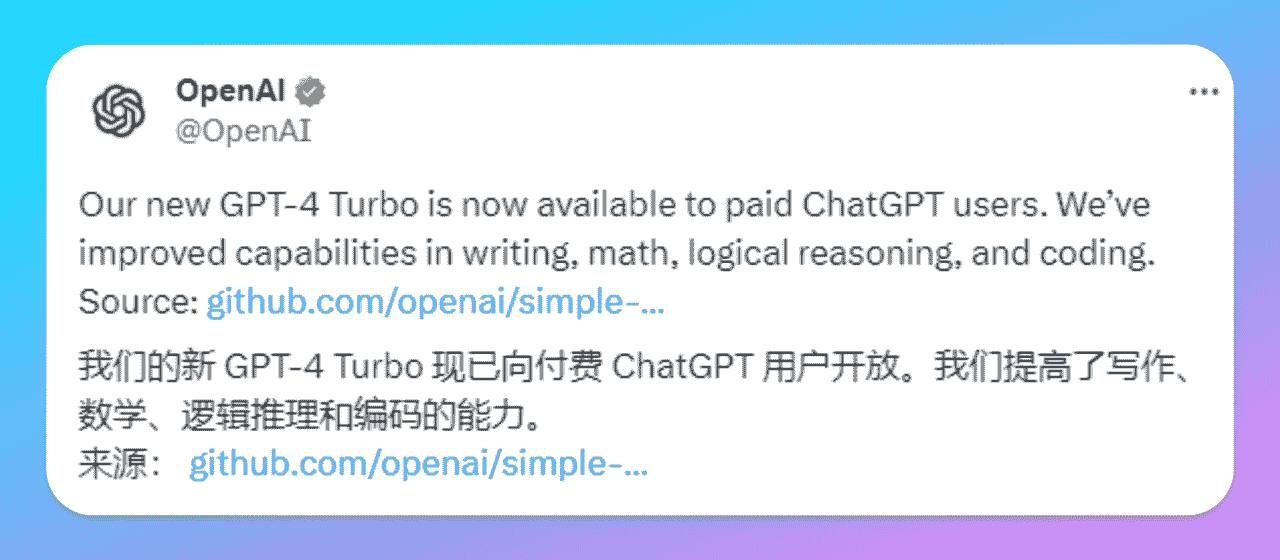 OpenAI
@OpenAI
Our new GPT-4 Turbo is now available to paid ChatGPT users. We’ve
improved capabilities in writing, math, logical reasoning, and coding.
Source: github.com/openai/simple-...
我们的新 GPT-4 Turbo 现已向付费 ChatGPT 用户开放。我们提高了写作、
数学、逻辑推理和编码的能力。
来源： github.com/openai/simple-...